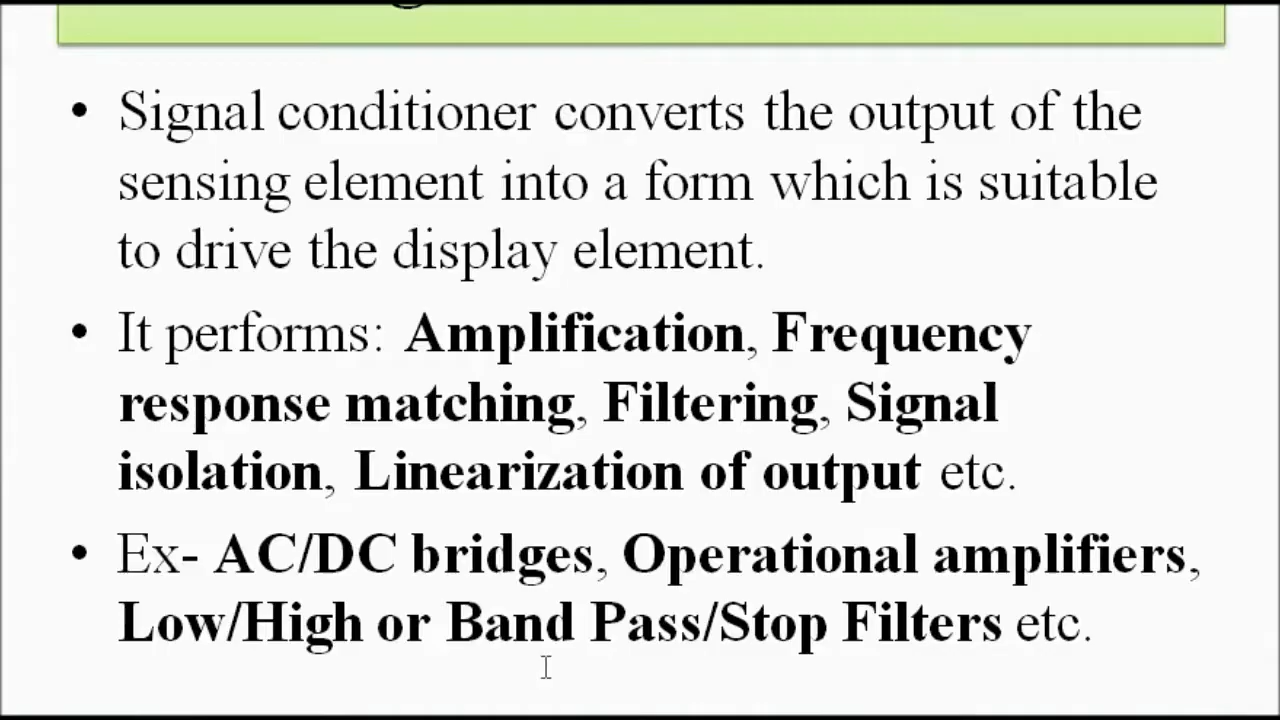 • Signal conditioner converts the output of the
sensing element into a form which is suitable
to drive the display element.
• It performs: Amplification, Frequency
response matching, Filtering, Signal
isolation, Linearization of output etc.
• Ex- AC/DC bridges, Operational amplifiers,
Low/High or Band Pass/Stop Filters etc.